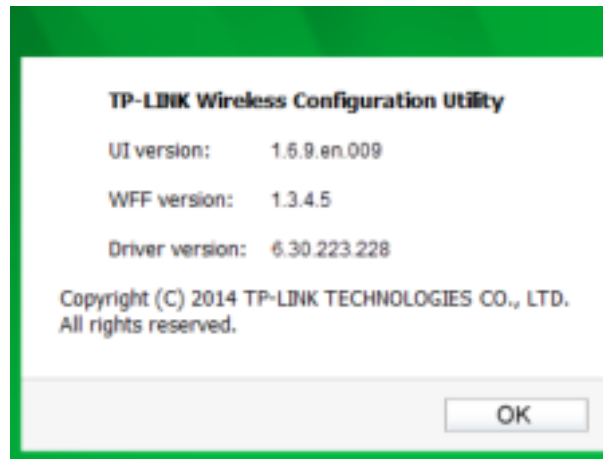 TP-LINK Wireless Configuration Utility
UI version: 1.6.9.en.009
WFF version: 1.3.4.5
Driver version: 6.30.223.228
Copyright (C) 2014 TP-LINK TECHNOLOGIES CO., LTD.
All rights reserved.
OK